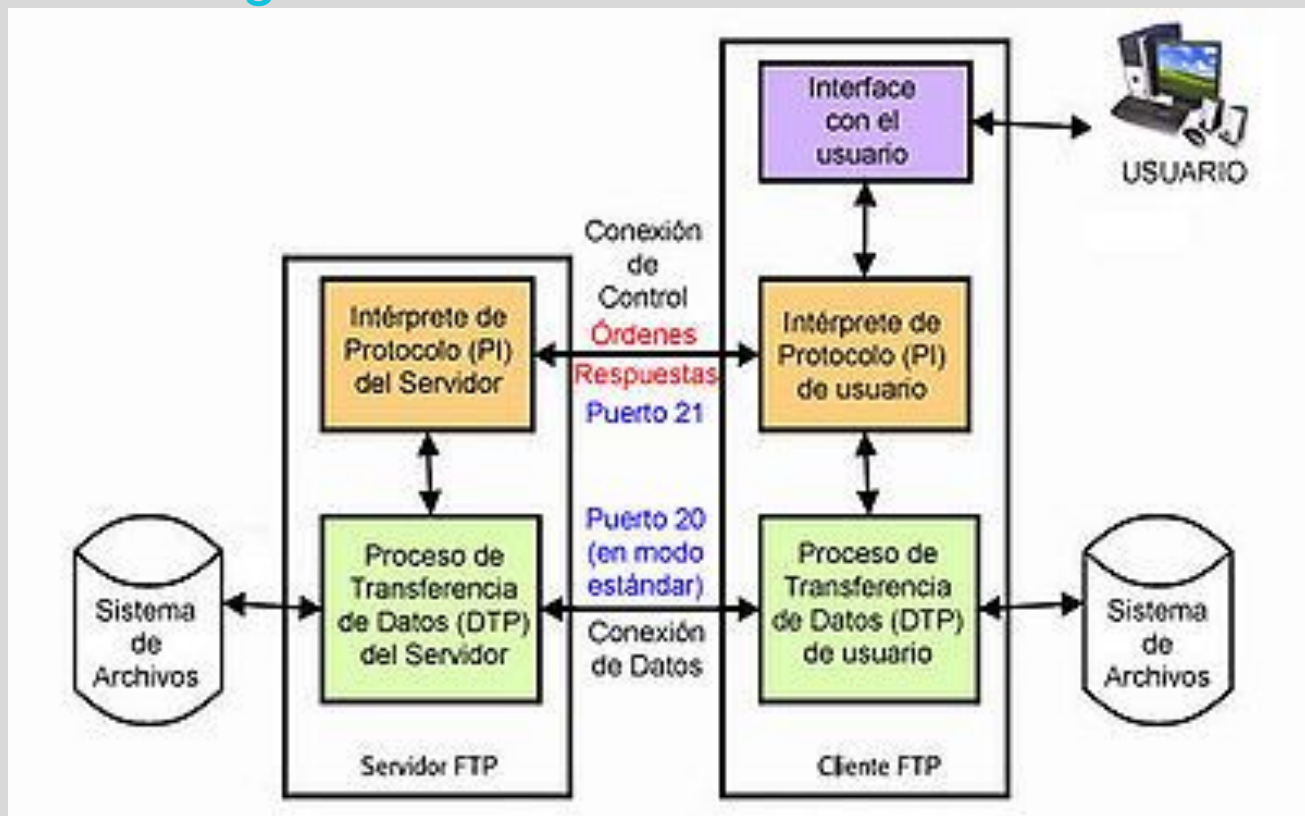 Interface
con el
usuario
USUARIO
Conexión
de
Control
Órdenes
Respuestas
Puerto 21
Intérprete de
Protocolo (PI)
del Servidor
Intérprete de
Protocolo (PI)
de usuario
Puerto 20
(en modo
estándar)
Conexión
de Datos
Sistema
de
Archivos
Proceso de
Transferencia
de Datos (DTP)
del Servidor
Proceso de
Transferencia
de Datos (DTP)
de usuario
Sistema
de
Archivos
Servidor FTP
Cliente FTP